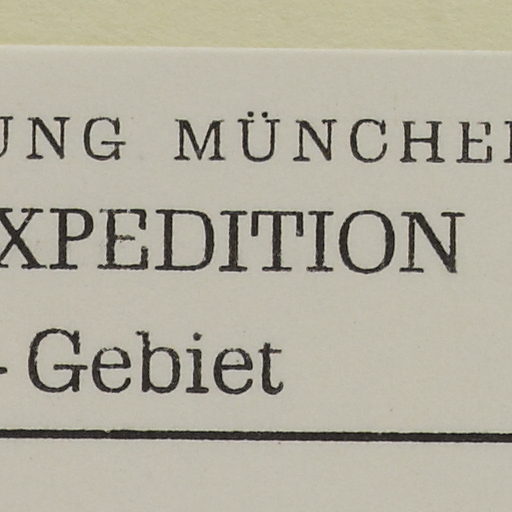 UNG MÜNCHE
XPEDITION
- Gebiet